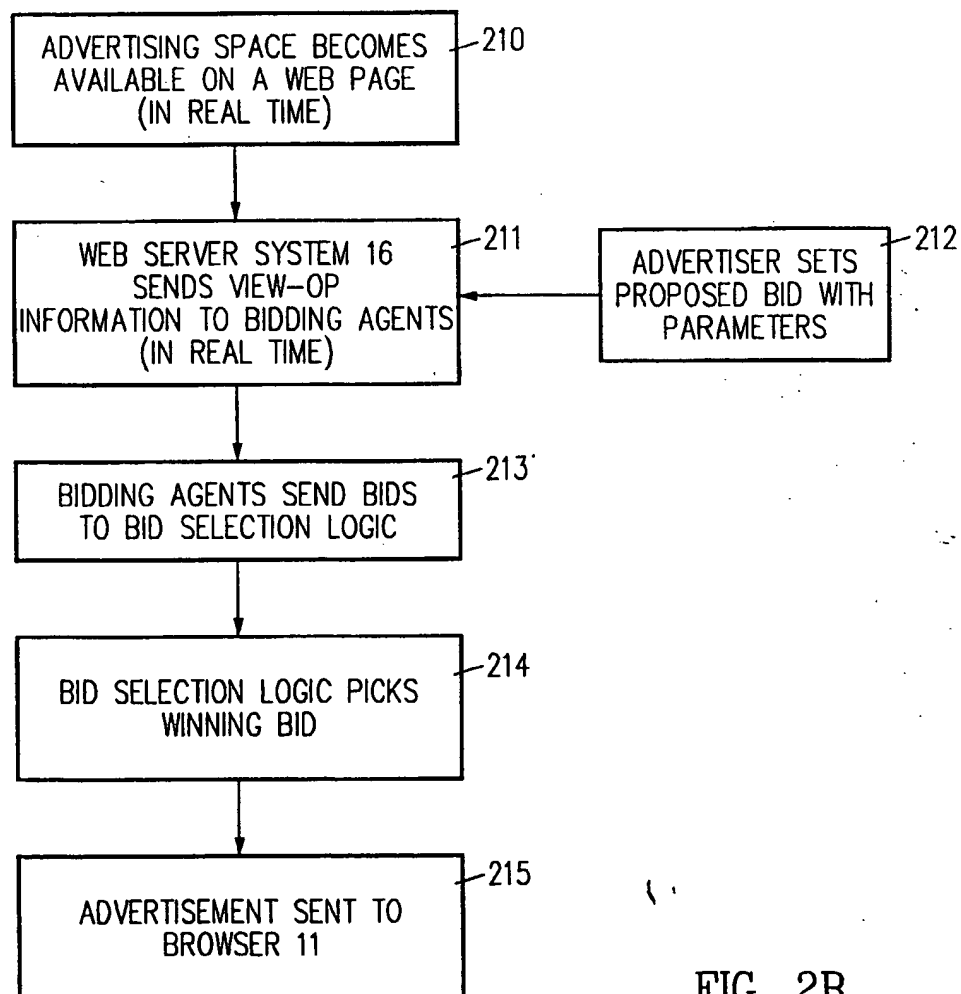 ADVERTISING SPACE BECOMES
AVAILABLE ON A WEB PAGE
(IN REAL TIME)
210
WEB SERVER SYSTEM 16
SENDS VIEW-OP
INFORMATION TO BIDDING AGENTS
(IN REAL TIME)
211
ADVERTISER SETS
PROPOSED BID WITH
PARAMETERS
212
BIDDING AGENTS SEND BIDS
TO BID SELECTION LOGIC
213
BID SELECTION LOGIC PICKS
WINNING BID
214
ADVERTISEMENT SENT TO
BROWSER 11
215
FIG. 2B